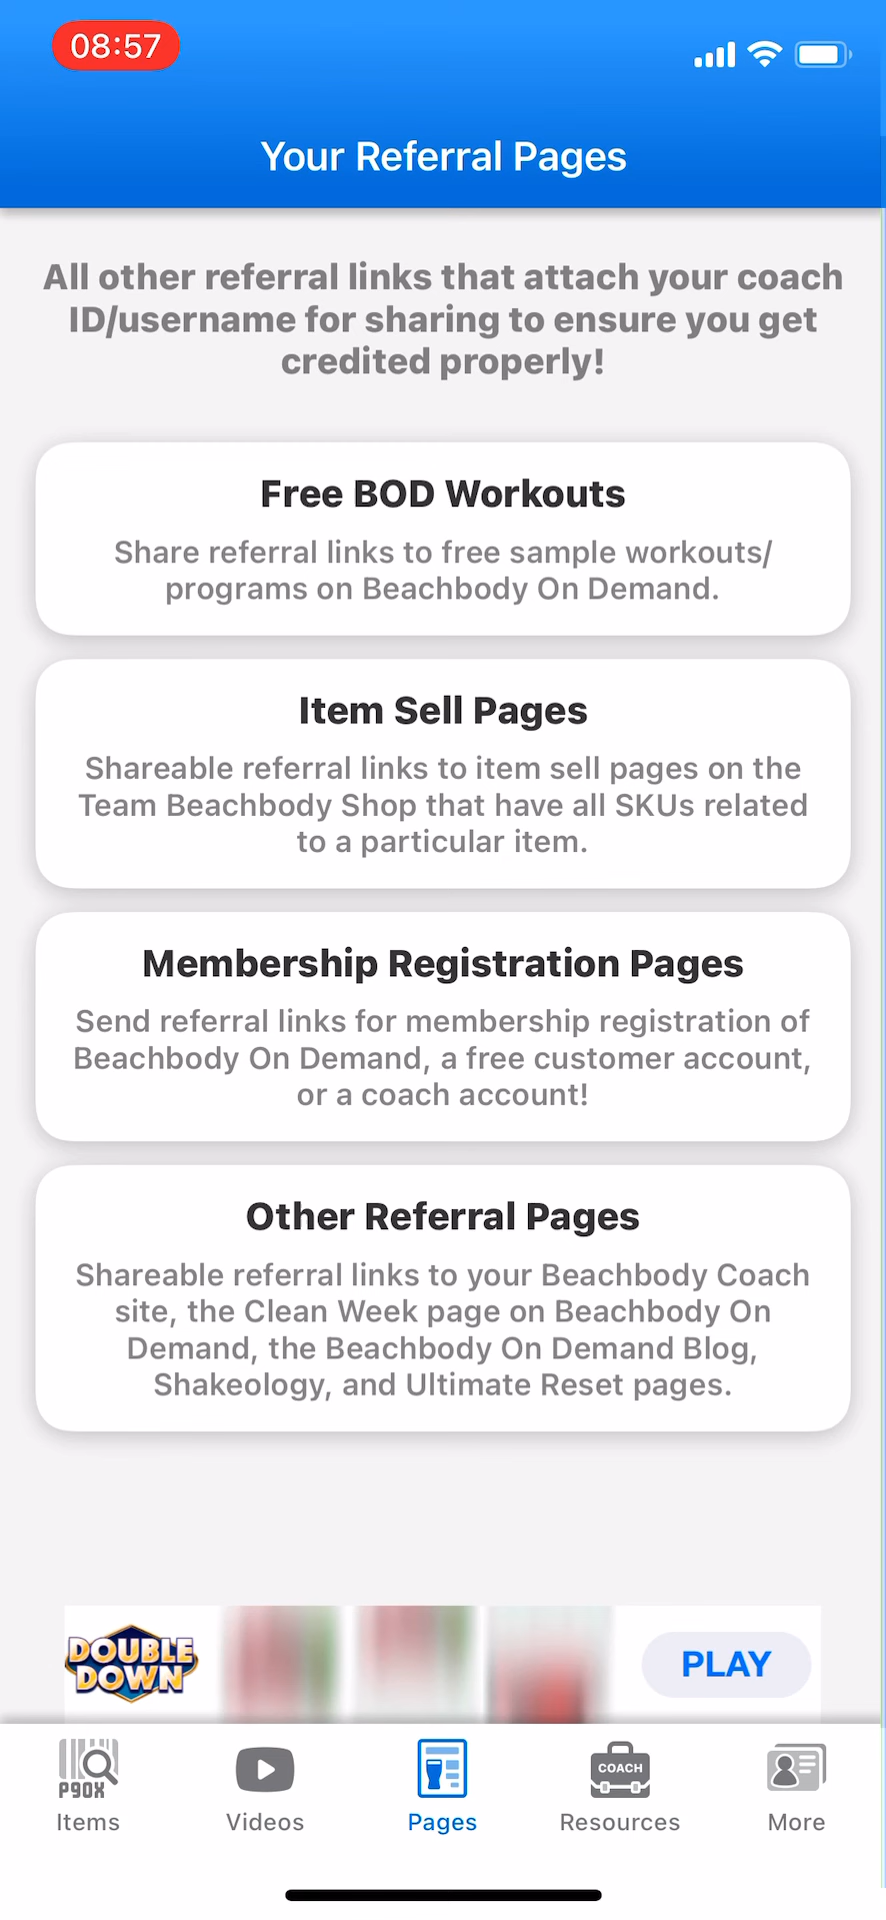 08:57
Your Referral Pages
All other referral links that attach your coach
ID/username for sharing to ensure you get
credited properly!
Free BOD Workouts
Share referral links to free sample workouts/
programs on Beachbody On Demand.
Item Sell Pages
Shareable referral links to item sell pages on the
Team Beachbody Shop that have all SKUs related
to a particular item.
Membership Registration Pages
Send referral links for membership registration of
Beachbody On Demand, a free customer account,
or a coach account!
Other Referral Pages
Shareable referral links to your Beachbody Coach
site, the Clean Week page on Beachbody On
Demand, the Beachbody On Demand Blog,
Shakeology, and Ultimate Reset pages.
DOUBLE
DOWN
PLAY
P90X
COACH
Items
Videos
Pages
Resources
More